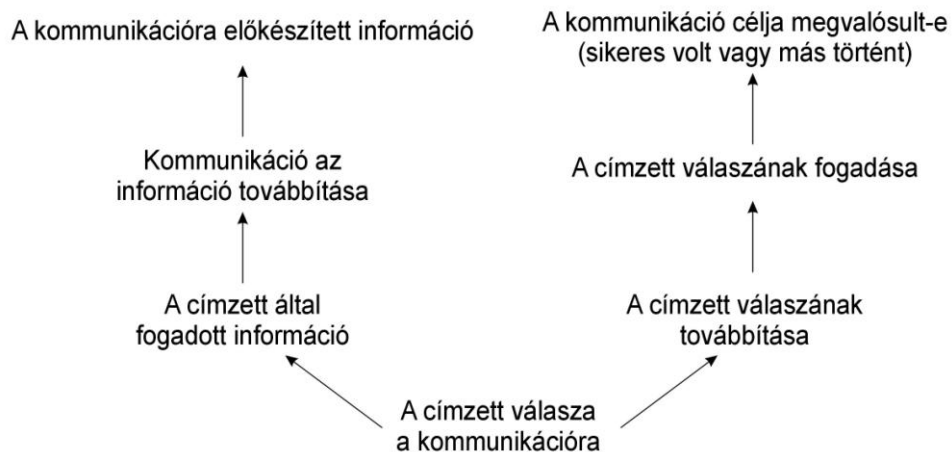 A kommunikációra előkészített információ
A kommunikáció célja megvalósult-e
(sikeres volt vagy más történt)
Kommunikáció az
információ továbbítása
A címzett válaszának fogadása
A címzett által
fogadott információ
A címzett válaszának
továbbítása
A címzett válasza
a kommunikációra